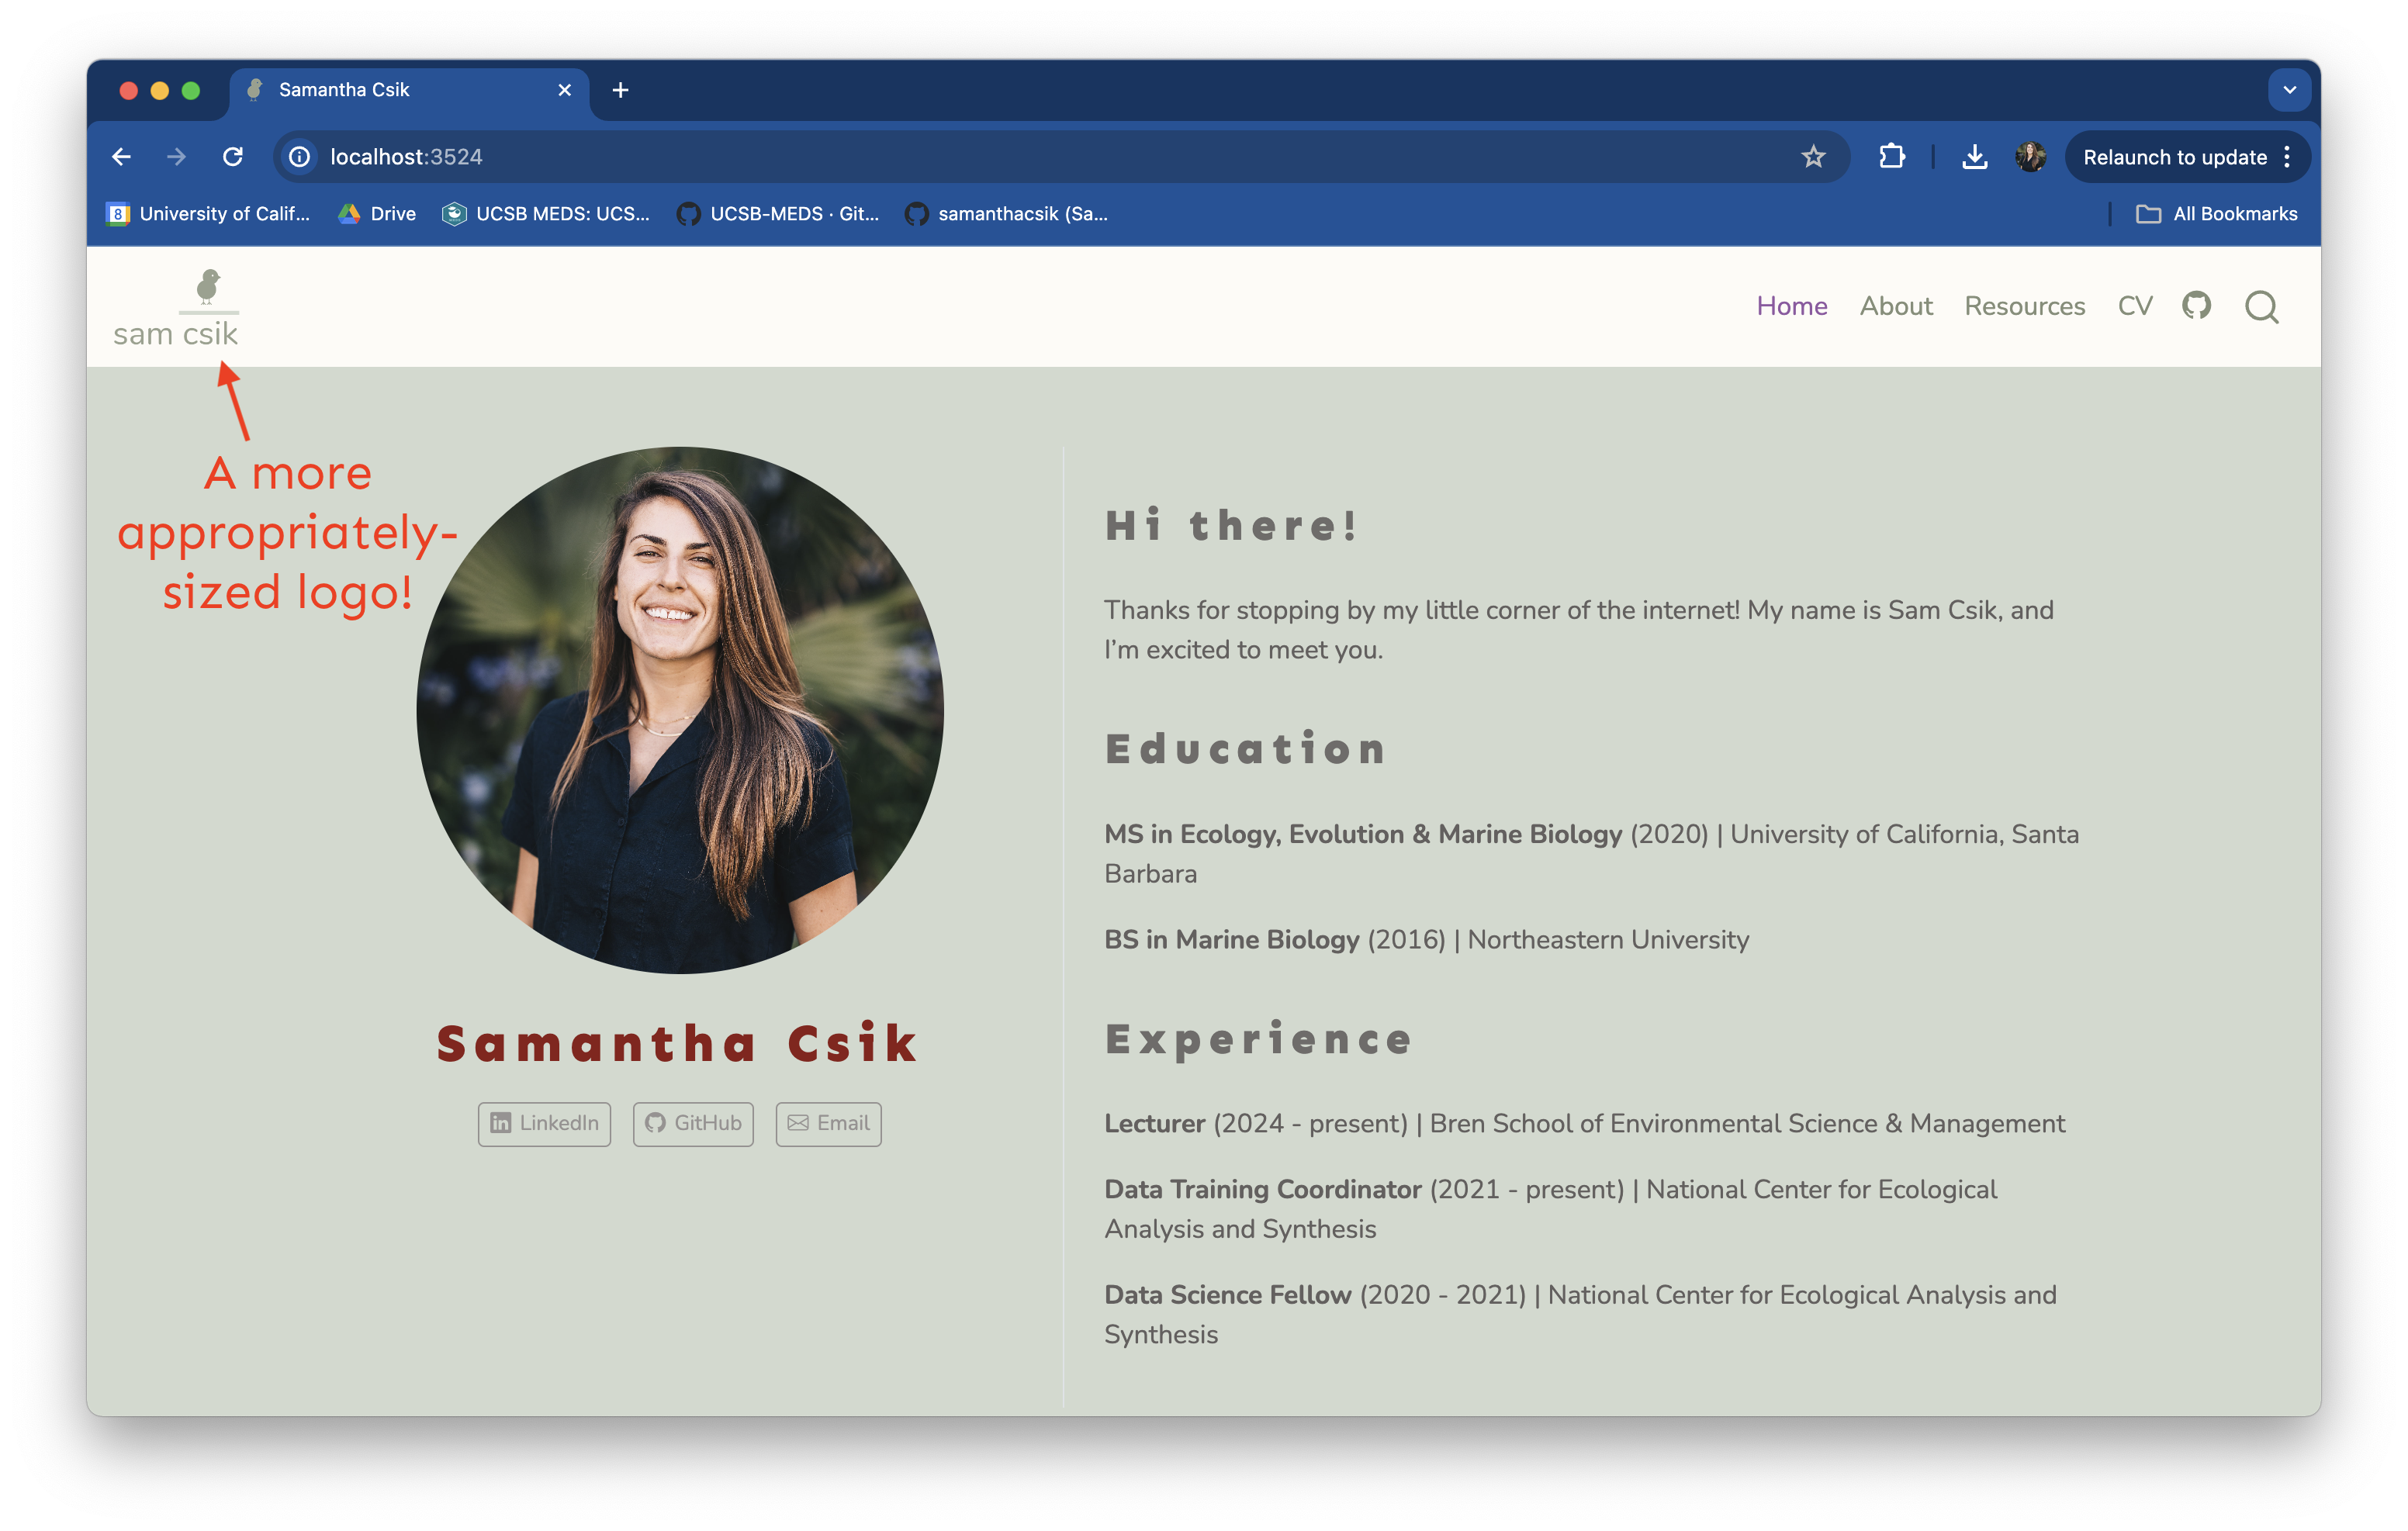 Samantha Csik
localhost:3524
Relaunch to update
8
University of Calif...
Drive
UCSB MEDS: UCS...
UCSB-MEDS · Git...
samanthacsik (Sa...
All Bookmarks
sam csik
Home
About
Resources
CV
A more
appropriately-
sized logo!
Samantha Csik
LinkedIn
GitHub
Email
Hi there!
Thanks for stopping by my little corner of the internet! My name is Sam Csik, and
I’m excited to meet you.
Education
MS in Ecology, Evolution & Marine Biology (2020) | University of California, Santa
Barbara
BS in Marine Biology (2016) | Northeastern University
Experience
Lecturer (2024 - present) | Bren School of Environmental Science & Management
Data Training Coordinator (2021 - present) | National Center for Ecological
Analysis and Synthesis
Data Science Fellow (2020 - 2021) | National Center for Ecological Analysis and
Synthesis